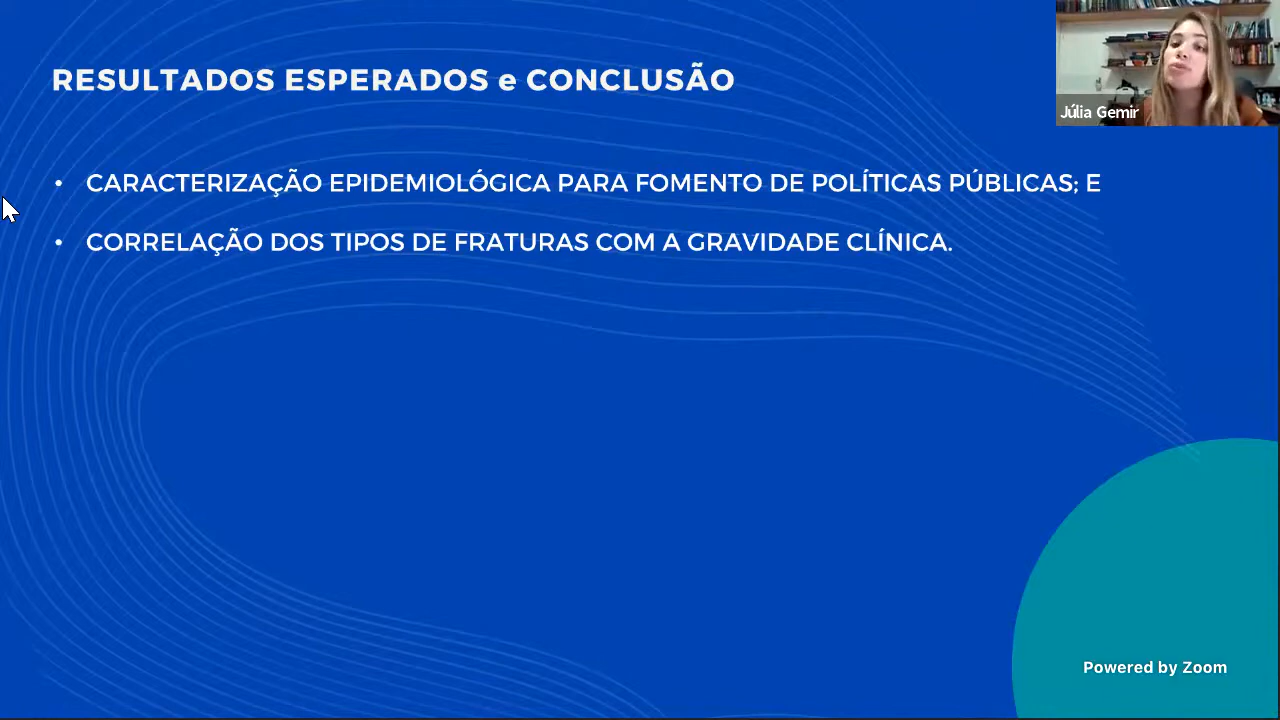 RESULTADOS ESPERADOS e CONCLUSÃO
Júlia Gemir
• CARACTERIZAÇÃO EPIDEMIOLÓGICA PARA FOMENTO DE POLÍTICAS PÚBLICAS; E
• CORRELAÇÃO DOS TIPOS DE FRATURAS COM A GRAVIDADE CLÍNICA.
Powered by Zoom